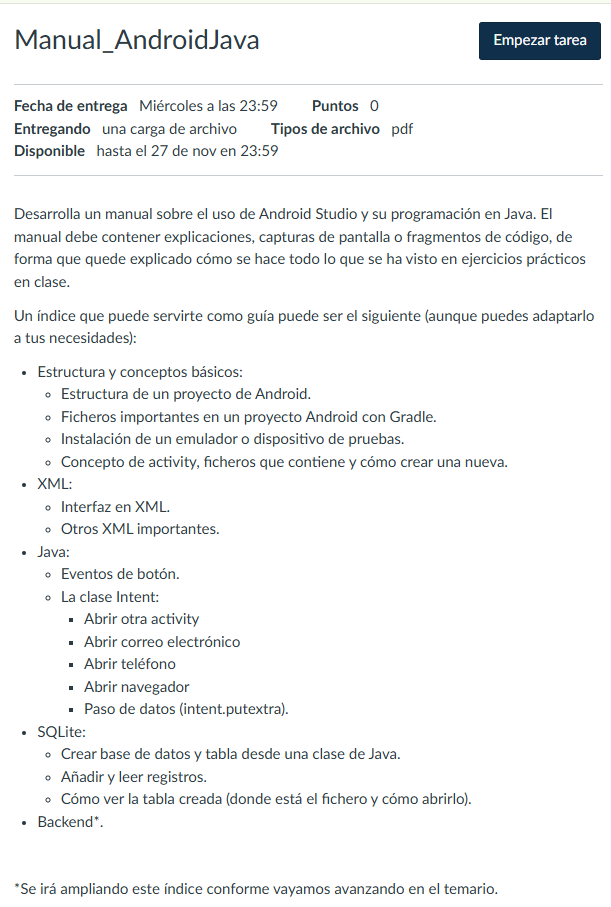 Manual_AndroidJava
Empezar tarea
Fecha de entrega Miércoles a las 23:59 Puntos 0
Entregando una carga de archivo Tipos de archivo pdf
Disponible hasta el 27 de nov en 23:59
Desarrolla un manual sobre el uso de Android Studio y su programación en Java. El
manual debe contener explicaciones, capturas de pantalla o fragmentos de código, de
forma que quede explicado cómo se hace todo lo que se ha visto en ejercicios prácticos
en clase.
Un índice que puede servirte como guía puede ser el siguiente (aunque puedes adaptarlo
a tus necesidades):
• Estructura y conceptos básicos:
◦ Estructura de un proyecto de Android.
◦ Ficheros importantes en un proyecto Android con Gradle.
◦ Instalación de un emulador o dispositivo de pruebas.
◦ Concepto de activity, ficheros que contiene y cómo crear una nueva.
• XML:
◦ Interfaz en XML.
◦ Otros XML importantes.
• Java:
◦ Eventos de botón.
◦ La clase Intent:
▪ Abrir otra activity
▪ Abrir correo electrónico
▪ Abrir teléfono
▪ Abrir navegador
▪ Paso de datos (intent.putextra).
• SQLite:
◦ Crear base de datos y tabla desde una clase de Java.
◦ Añadir y leer registros.
◦ Cómo ver la tabla creada (donde está el fichero y cómo abrirlo).
• Backend*.
*Se irá ampliando este índice conforme vayamos avanzando en el temario.